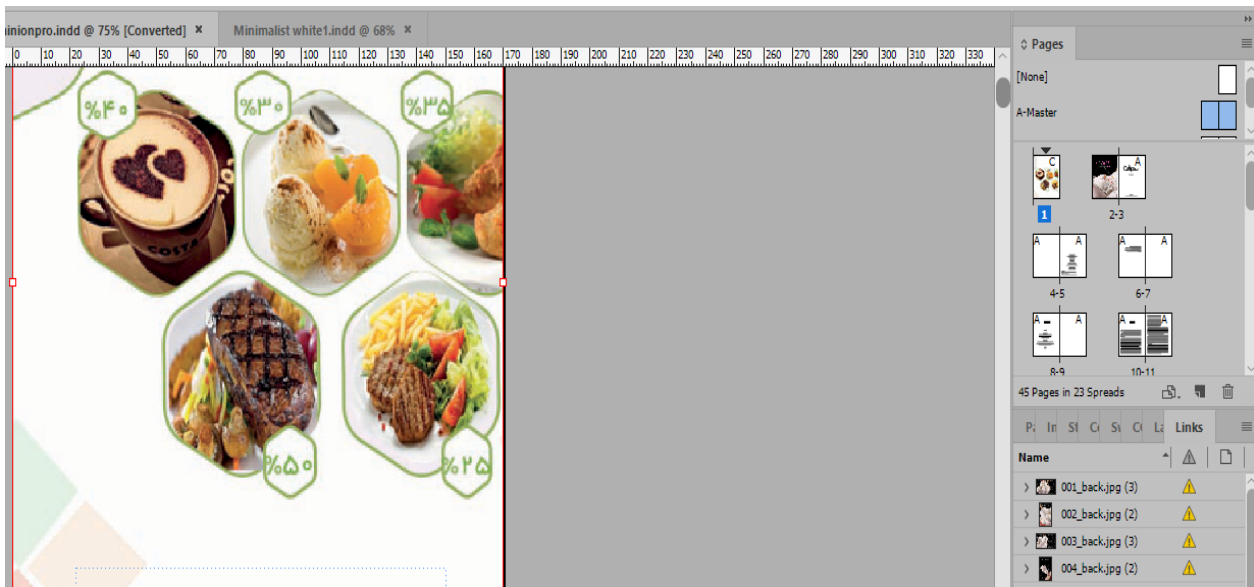 inionpro.indd @ 75% [Converted] ×
Minimalist white1.indd @ 68% ×
0 10 20 30 40 50 60 70 80 90 100 110 120 130 140 150 160 170 180 190 200 210 220 230 240 250 260 270 280 290 300 310 320 330
%۴۰
%۳۰
%۳۵
COSTA
%۵۰
%۲۵
Pages
[None]
A-Master
C
A
1
2-3
A A
A A
4-5
6-7
A A
A A
8-9
10-11
45 Pages in 23 Spreads
Links
Name
001_back.jpg (3)
002_back.jpg (2)
003_back.jpg (3)
004_back.jpg (2)